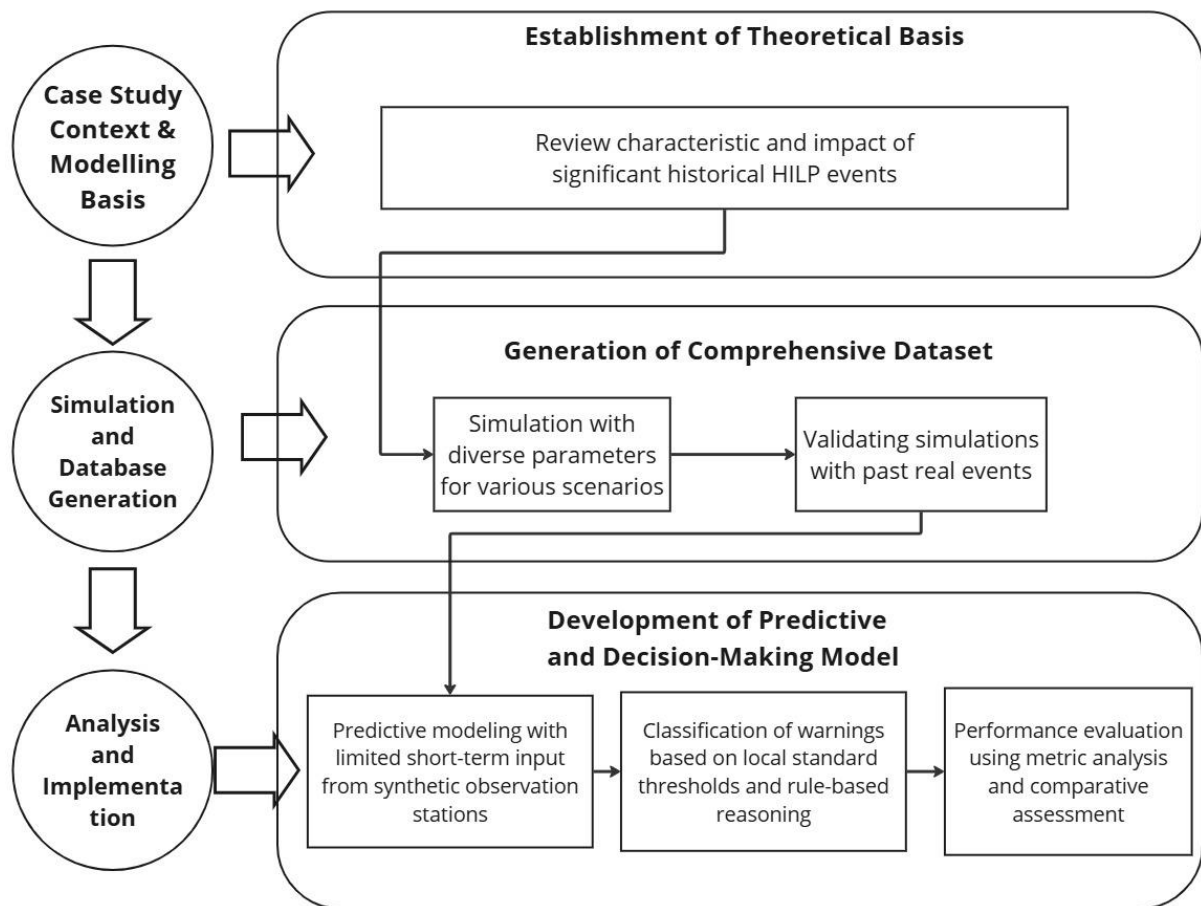 Establishment of Theoretical Basis
Case Study
Context &
Modelling
Basis
Review characteristic and impact of
significant historical HILP events
Generation of Comprehensive Dataset
Simulation
and
Database
Generation
Simulation with
diverse parameters
for various scenarios
Validating simulations
with past real events
Development of Predictive
and Decision-Making Model
Analysis
and
Implementa
tion
Predictive modeling with
limited short-term input
from synthetic observation
stations
Classification of warnings
based on local standard
thresholds and rule-based
reasoning
Performance evaluation
using metric analysis
and comparative
assessment